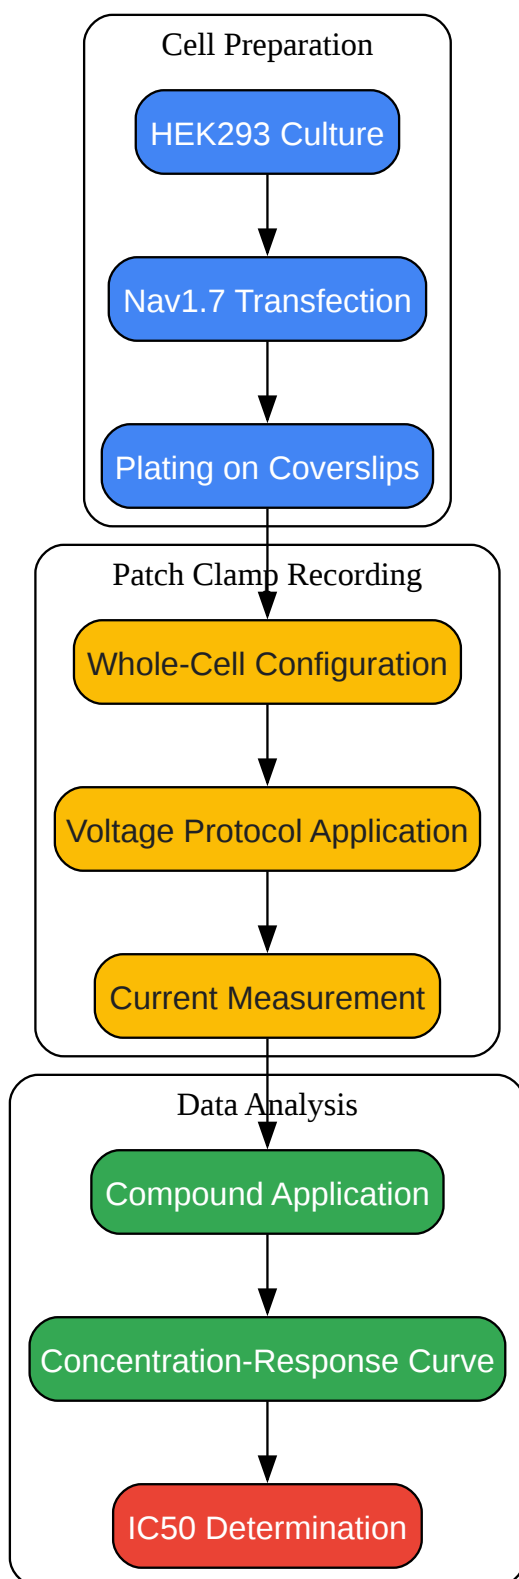 Cell Preparation
HEK293 Culture
Nav1.7 Transfection
Plating on Coverslips
Patch Clamp Recording
Whole-Cell Configuration
Voltage Protocol Application
Current Measurement
Data Analysis
Compound Application
Concentration-Response Curve
IC50 Determination